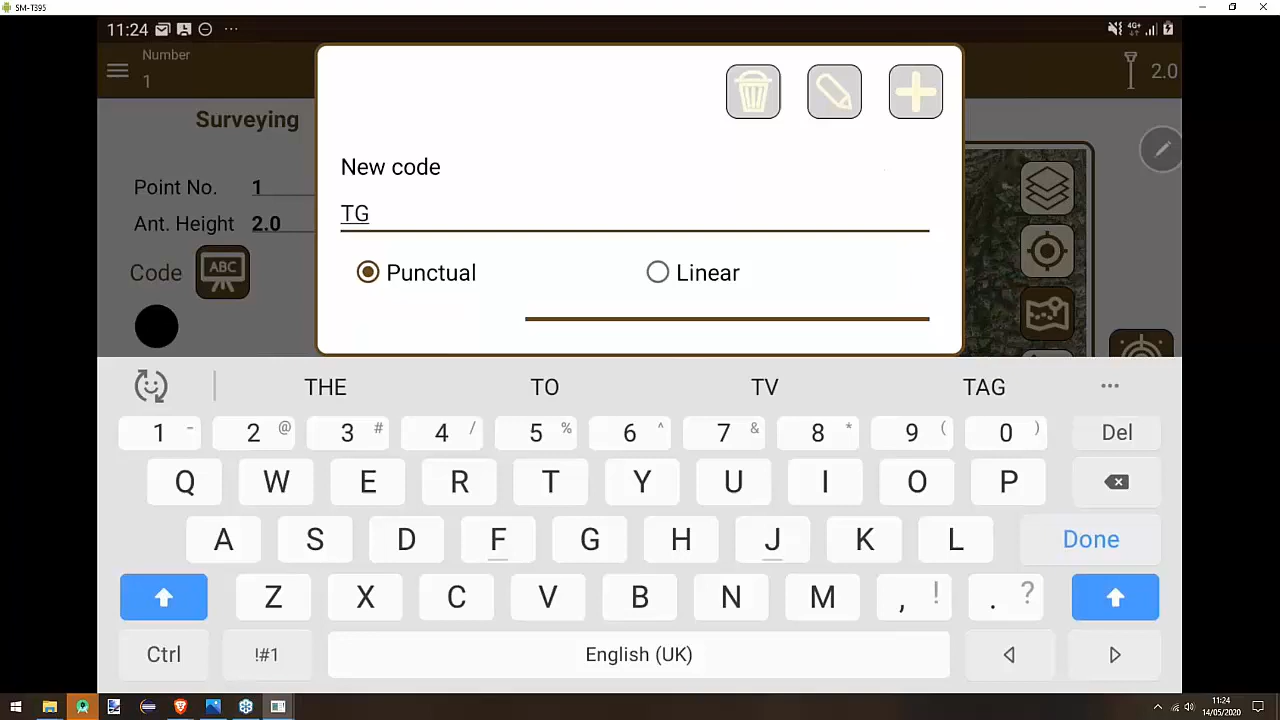 SM-T395
11:24
4G+
Number
1
2.0
Surveying
Point No. 1
Ant. Height 2.0
Code ABC
New code
TG
Punctual
Linear
THE TO TV TAG
1 - 2 @ 3 # 4 / 5 % 6 ^ 7 & 8 * 9 ( 0 ) Del
Q W E R T Y U I O P
A S D F G H J K L Done
Z X C V B N M , ! . ?
Ctrl !#1 English (UK)
11:24
14/05/2020